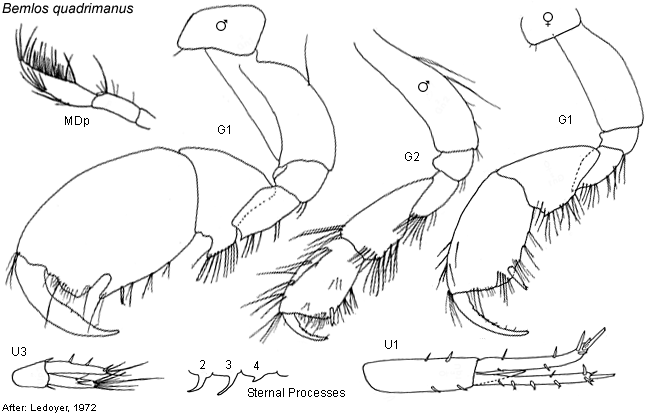 Bemlos quadrimanus
♂
♀
MDp
G1
♂
G1
G2
U3
2 3 4
Sternal Processes
U1
After: Ledoyer, 1972